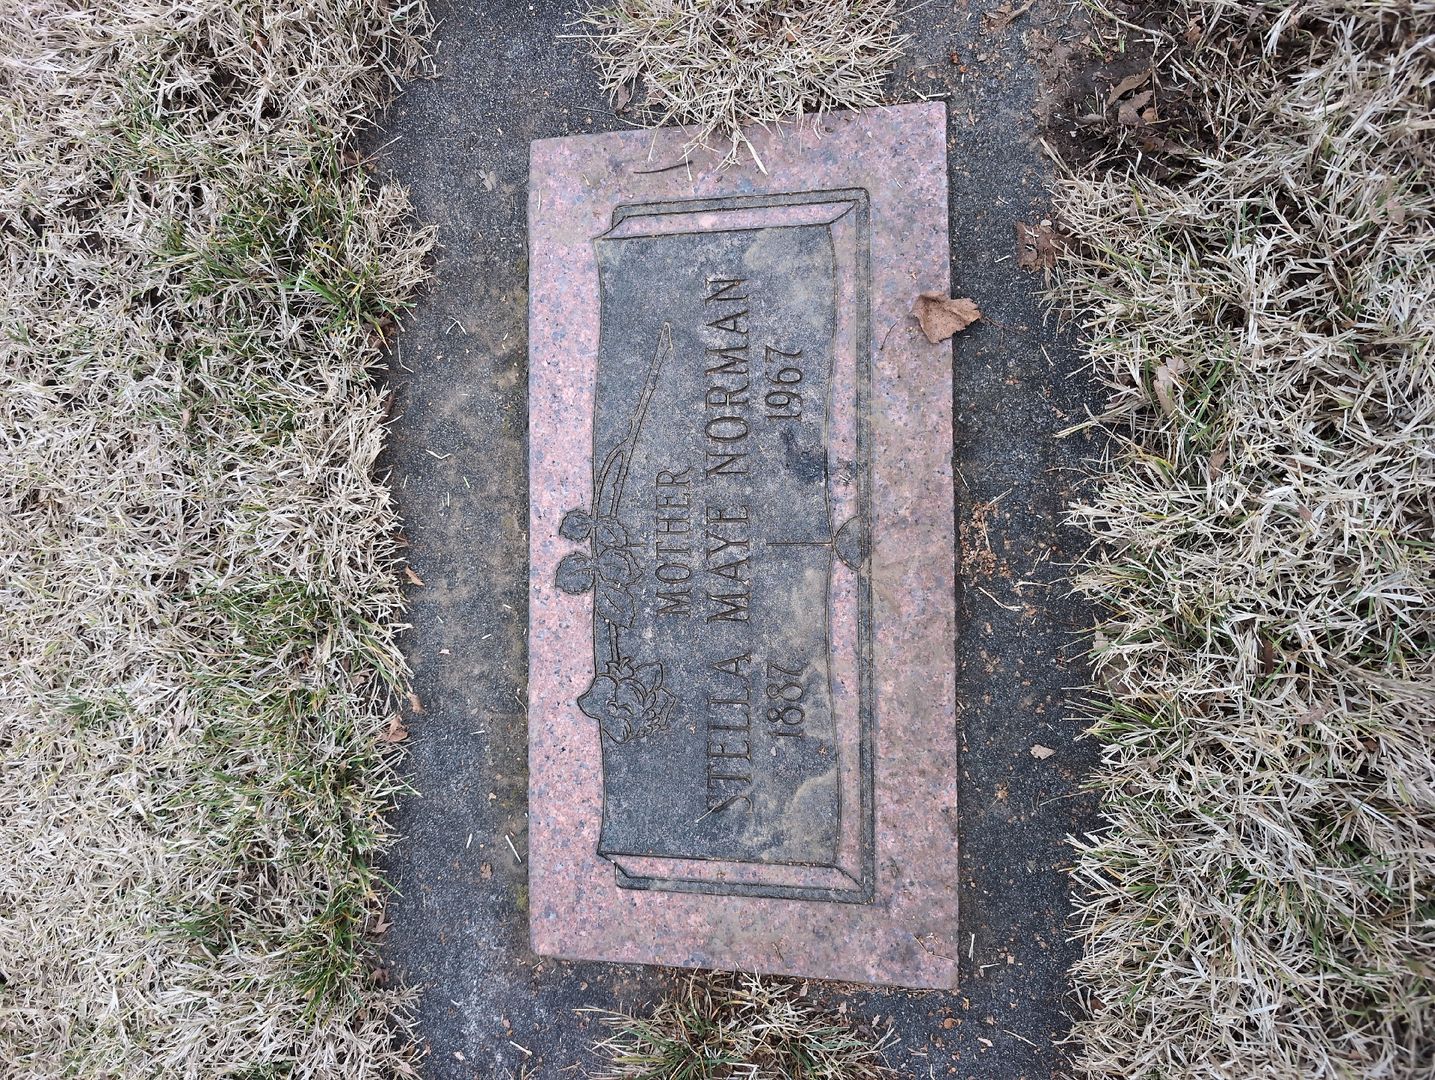 MOTHER
STELLA MAYE NORMAN
1887 1967